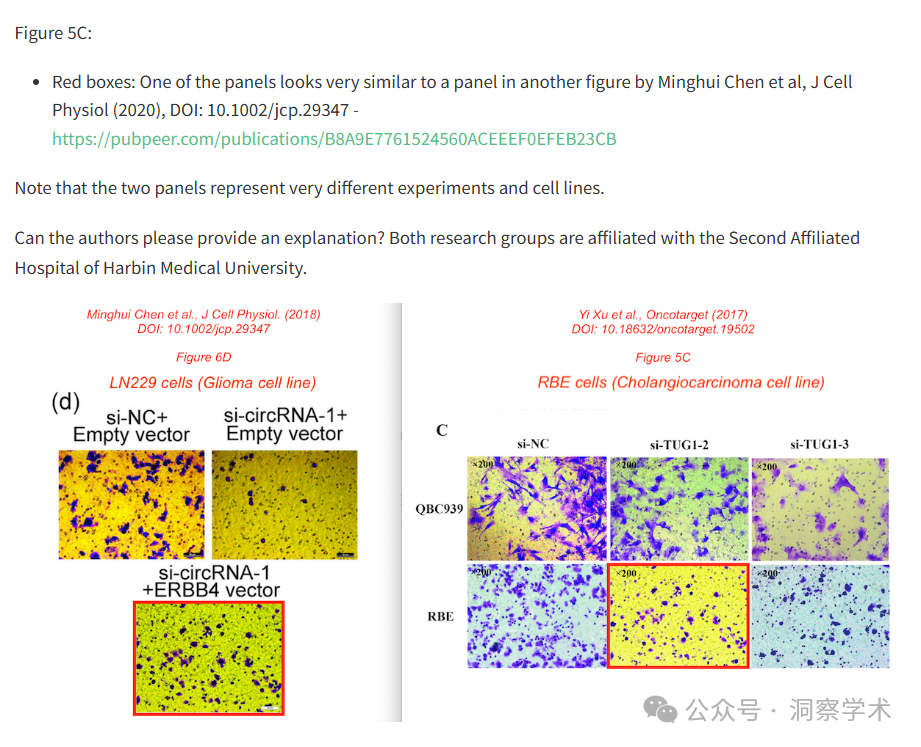 Figure 5C:
• Red boxes: One of the panels looks very similar to a panel in another figure by Minghui Chen et al, J Cell
Physiol (2020), DOI: 10.1002/jcp.29347 -
https://pubpeer.com/publications/B8A9E7761524560ACEEEF0EFEB23CB
Note that the two panels represent very different experiments and cell lines.
Can the authors please provide an explanation? Both research groups are affiliated with the Second Affiliated
Hospital of Harbin Medical University.
Minghui Chen et al., J Cell Physiol. (2018)
DOI: 10.1002/jcp.29347
Figure 6D
LN229 cells (Glioma cell line)
(d)
si-NC+
Empty vector
si-circRNA-1+
Empty vector
si-circRNA-1
+ERBB4 vector
Yi Xu et al., Oncotarget (2017)
DOI: 10.18632/oncotarget.19502
Figure 5C
RBE cells (Cholangiocarcinoma cell line)
C
si-NC
si-TUG1-2
si-TUG1-3
QBC939
×200
×200
×200
RBE
×200
×200
×200
公众号 · 洞察学术